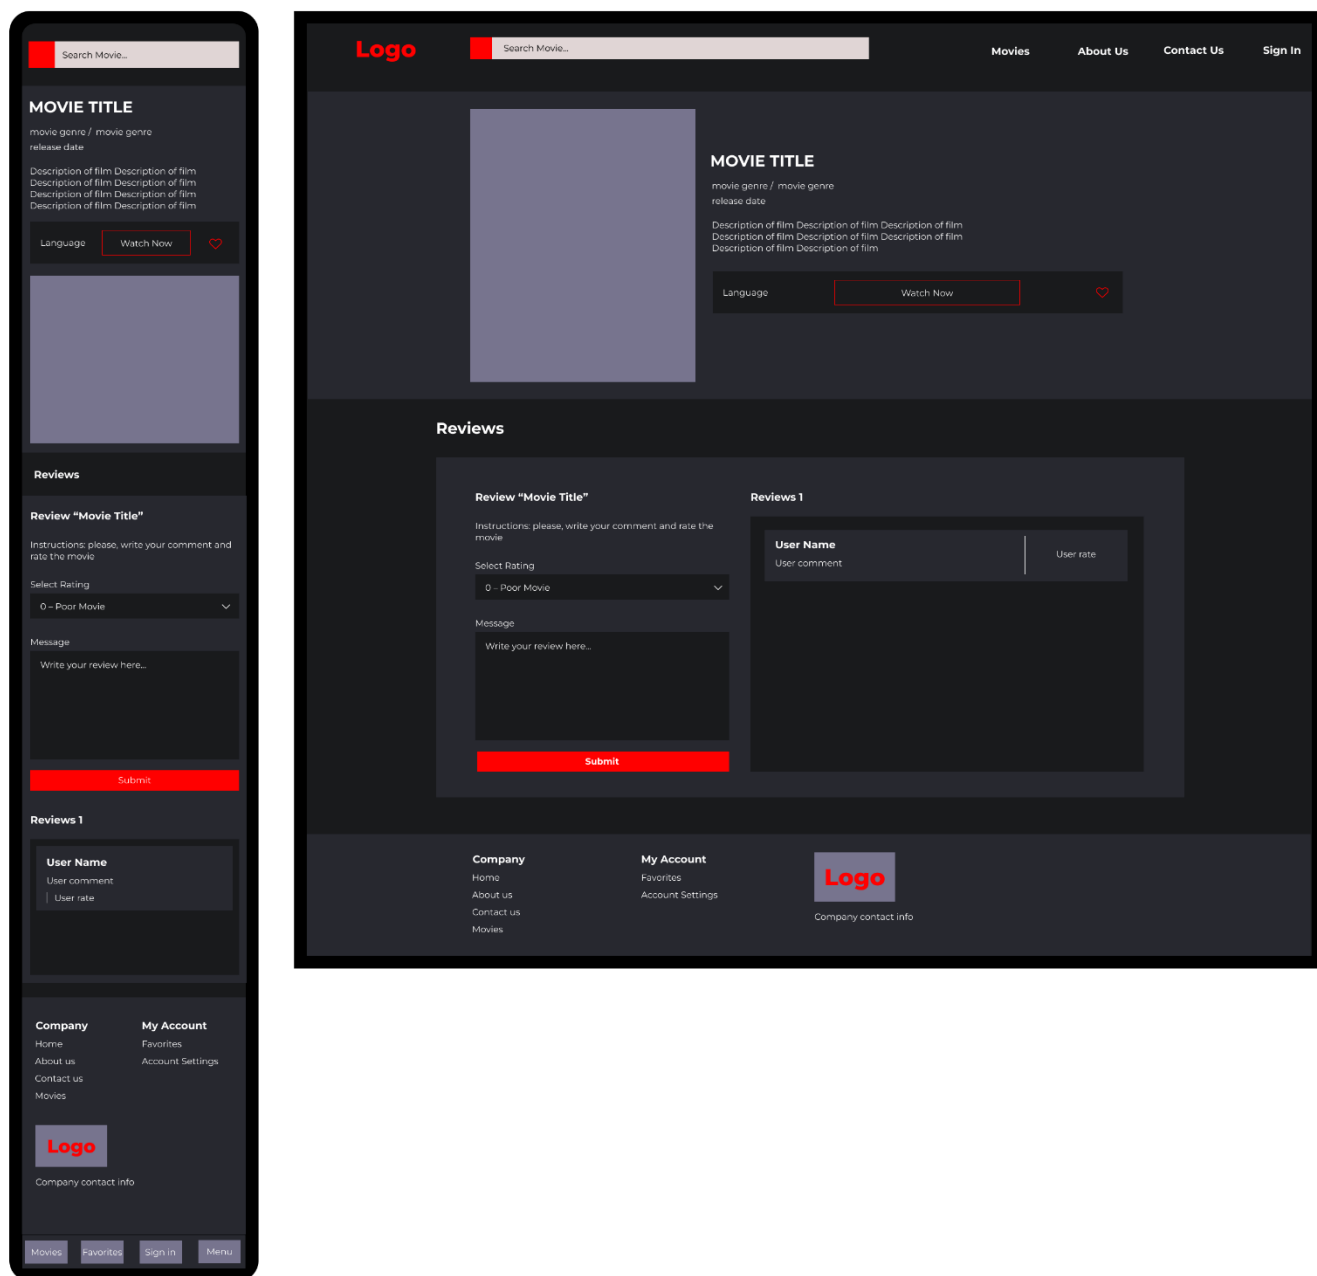 Search Movie...
MOVIE TITLE
movie genre / movie genre
release date
Description of film Description of film
Description of film Description of film
Description of film Description of film
Description of film Description of film
Language
Watch Now
Reviews
Review “Movie Title”
Instructions: please, write your comment and
rate the movie
Select Rating
0 – Poor Movie
Message
Write your review here...
Submit
Reviews 1
User Name
User comment
User rate
Company
Home
About us
Contact us
Movies
My Account
Favorites
Account Settings
Logo
Company contact info
Movies
Favorites
Sign in
Menu
Logo
Search Movie...
Movies
About Us
Contact Us
Sign In
MOVIE TITLE
movie genre / movie genre
release date
Description of film Description of film Description of film
Description of film Description of film Description of film
Description of film Description of film
Language
Watch Now
Reviews
Review “Movie Title”
Instructions: please, write your comment and rate the
movie
Select Rating
0 – Poor Movie
Message
Write your review here...
Submit
Reviews 1
User Name
User comment
User rate
Company
Home
About us
Contact us
Movies
My Account
Favorites
Account Settings
Logo
Company contact info